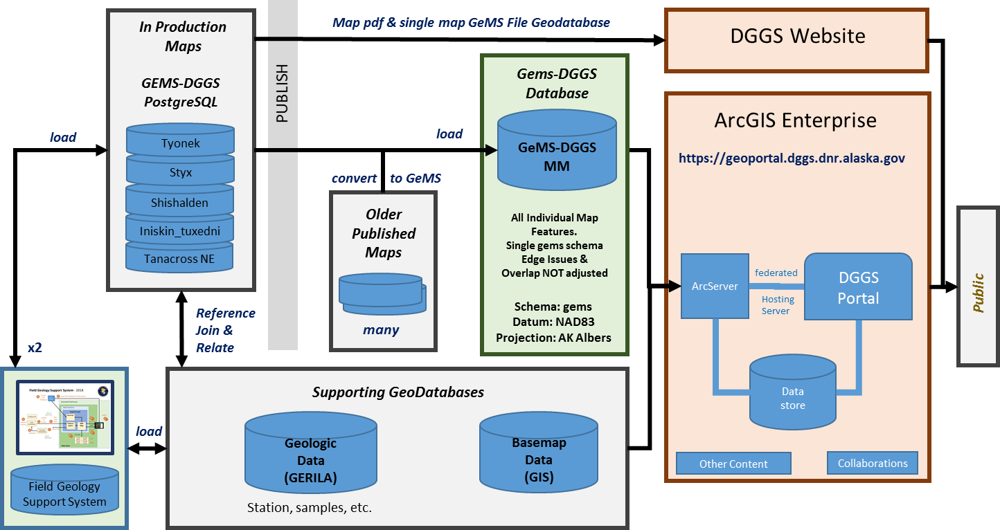 In Production
Maps
GEMS-DGGS
PostgreSQL
Tyonek
Styx
Shishalden
Iniskin_tuxedni
Tanacross NE
load
x2
PUBLISH
Map pdf & single map GeMS File Geodatabase
load
convert to GeMS
Older
Published
Maps
many
Reference
Join &
Relate
Gems-DGGS
Database
GeMS-DGGS
MM
All Individual Map
Features.
Single gems schema
Edge Issues &
Overlap NOT adjusted
Schema: gems
Datum: NAD83
Projection: AK Albers
DGGS Website
ArcGIS Enterprise
https://geoportal.dggs.dnr.alaska.gov
ArcServer
federated
Hosting
Server
DGGS
Portal
Data
store
Other Content
Collaborations
Public
Field Geology Support System - 2018
Field Geology
Support System
load
Supporting GeoDatabases
Geologic
Data
(GERILA)
Station, samples, etc.
Basemap
Data
(GIS)